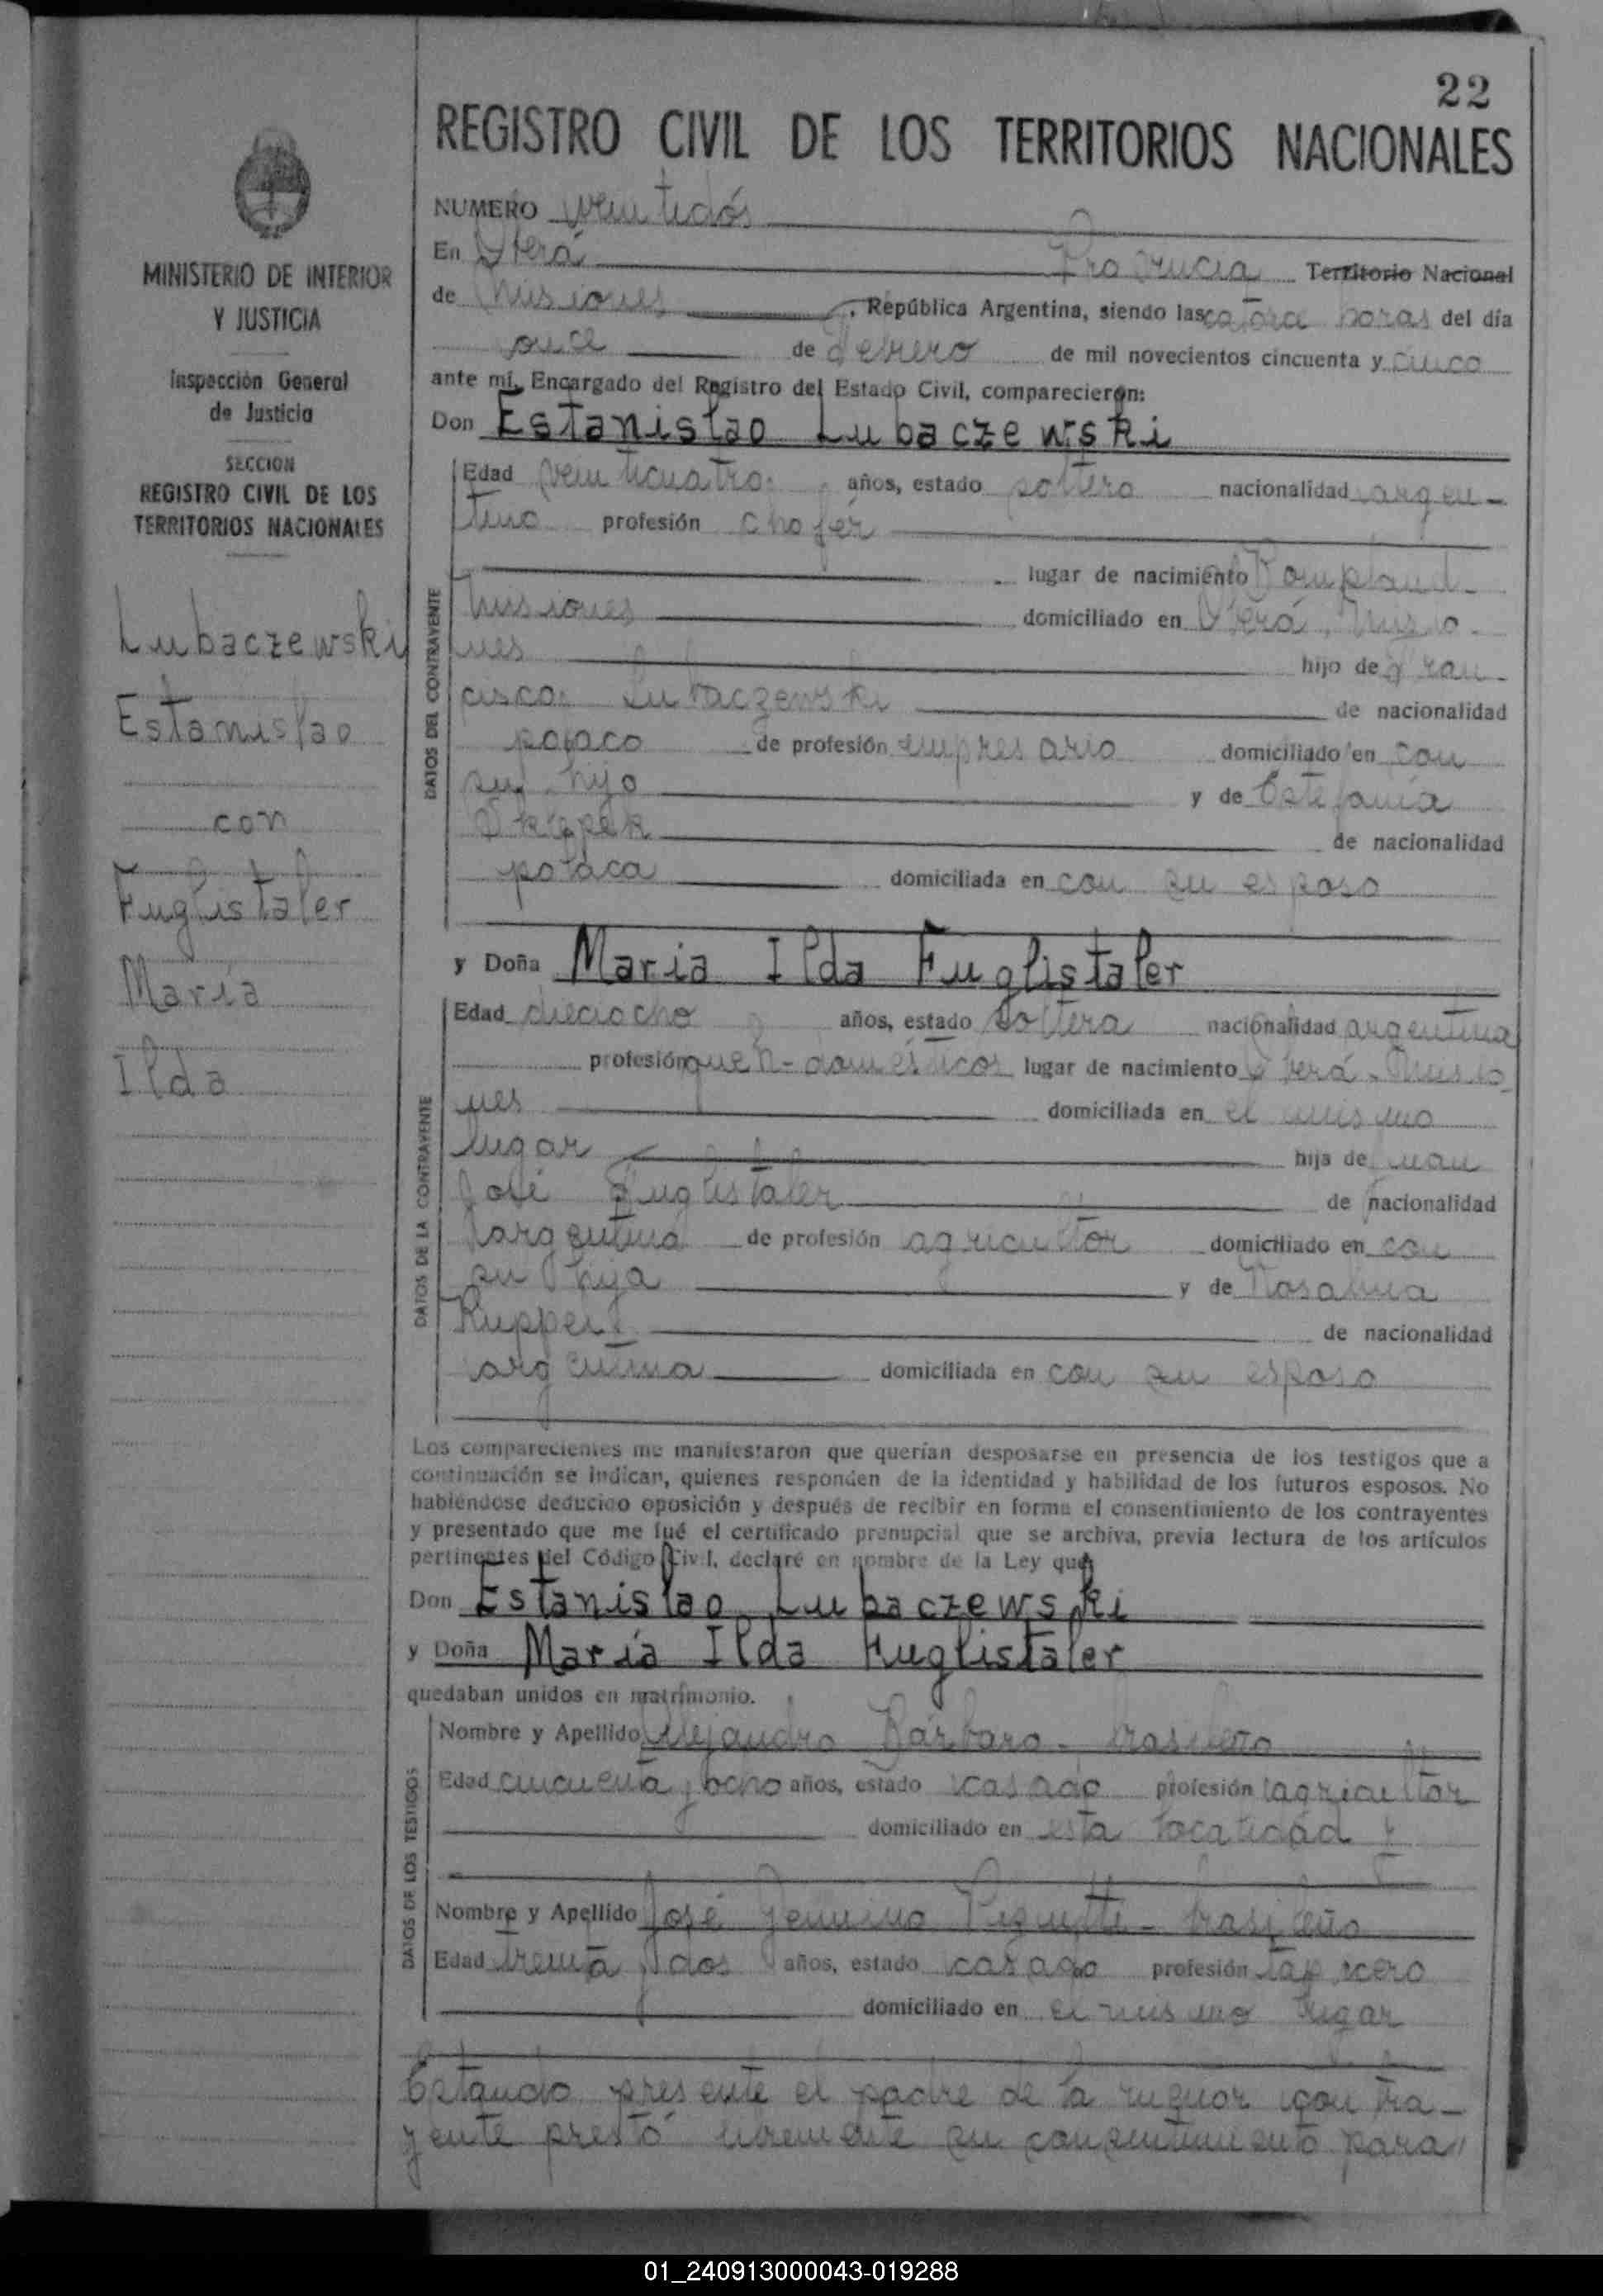 22
REGISTRO CIVIL DE LOS TERRITORIOS NACIONALES
MINISTERIO DE INTERIOR
Y JUSTICIA
Inspección General
de Justicia
SECCION
REGISTRO CIVIL DE LOS
TERRITORIOS NACIONALES
Lubaczewski
Estanislao
con
Fuglistaler
María
Ilda
NUMERO veintidós
En Oberá Provincia Territorio Nacional
de Misiones, República Argentina, siendo las catorce horas del día
once de Febrero de mil novecientos cincuenta y cinco
ante mí, Encargado del Registro del Estado Civil, comparecieron:
Don Estanislao Lubaczewski
DATOS DEL CONTRAYENTE
Edad veinticuatro años, estado soltero nacionalidad argen-
tino profesión chofer
lugar de nacimiento Bompland-
Misiones domiciliado en Oberá, Misio-
nes hijo de Fran-
cisco Lubaczewski de nacionalidad
polaco de profesión empresario domiciliado en con
su hijo y de Estefanía
de nacionalidad
polaca domiciliada en con su esposo
y Doña María Ilda Fuglistaler
DATOS DE LA CONTRAYENTE
Edad dieciocho años, estado soltera nacionalidad argentina
profesión queh-domésticos lugar de nacimiento Oberá-Misio-
nes domiciliada en el mismo
lugar hija de Juan
José Fuglistaler de nacionalidad
argentina de profesión agricultor domiciliado en con
su hija y de Rosalina
Ruppel de nacionalidad
argentina domiciliada en con su esposo
Los comparecientes me manifestaron que querían desposarse en presencia de los testigos que a
continuación se indican, quienes responden de la identidad y habilidad de los futuros esposos. No
habiéndose deducido oposición y después de recibir en forma el consentimiento de los contrayentes
y presentado que me fué el certificado prenupcial que se archiva, previa lectura de los artículos
pertinentes del Código Civil, declaré en nombre de la Ley que
Don Estanislao Lubaczewski
y Doña María Ilda Fuglistaler
quedaban unidos en matrimonio.
DATOS DE LOS TESTIGOS
Nombre y Apellido Alejandro Bárbaro - brasileño
Edad cincuenta y ocho años, estado casado profesión agricultor
domiciliado en esta localidad y
Nombre y Apellido José - brasileño
Edad treinta y dos años, estado casado profesión tapicero
domiciliado en el mismo lugar
Estando presente el padre de la menor contra-
yente prestó libremente su consentimiento para
01_240913000043-019288